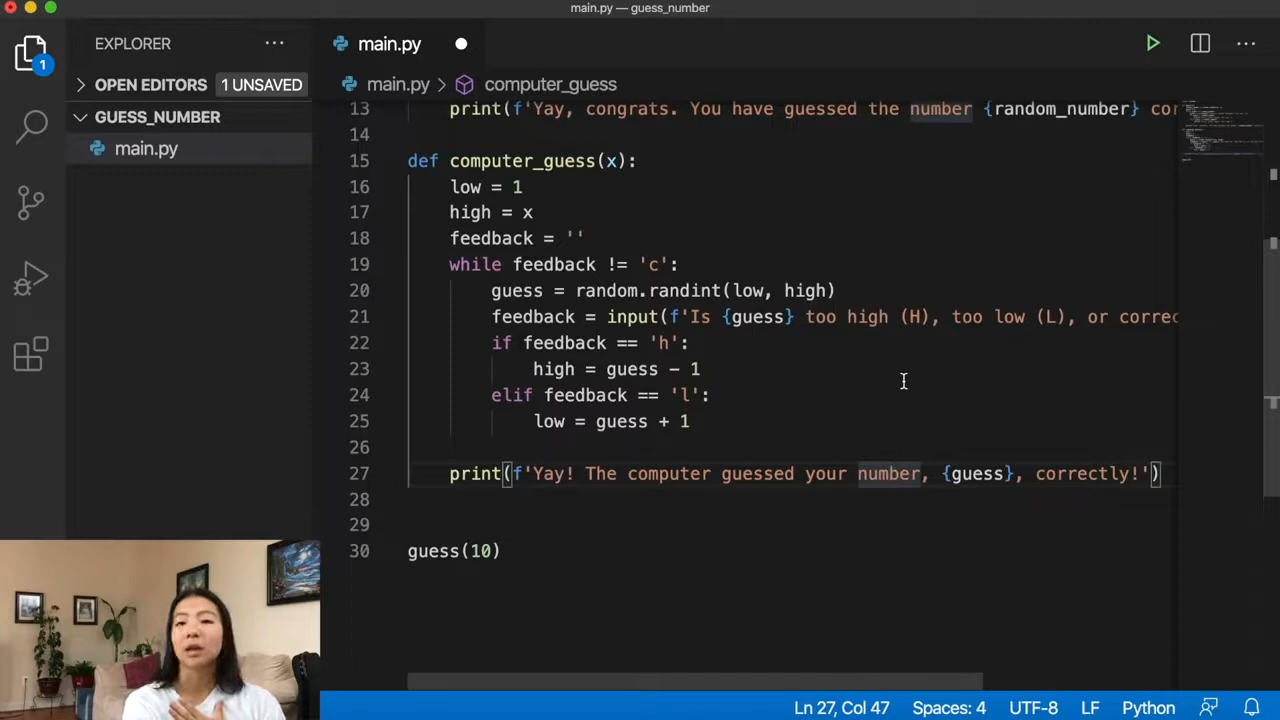 main.py — guess_number
EXPLORER
main.py
1
OPEN EDITORS 1 UNSAVED
main.py > computer_guess
GUESS_NUMBER
main.py
13 print(f'Yay, congrats. You have guessed the number {random_number} cor
14
15 def computer_guess(x):
16 low = 1
17 high = x
18 feedback = ''
19 while feedback != 'c':
20 guess = random.randint(low, high)
21 feedback = input(f'Is {guess} too high (H), too low (L), or correc
22 if feedback == 'h':
23 high = guess - 1
24 elif feedback == 'l':
25 low = guess + 1
26
27 print(f'Yay! The computer guessed your number, {guess}, correctly!')
28
29
30 guess(10)
Ln 27, Col 47 Spaces: 4 UTF-8 LF Python